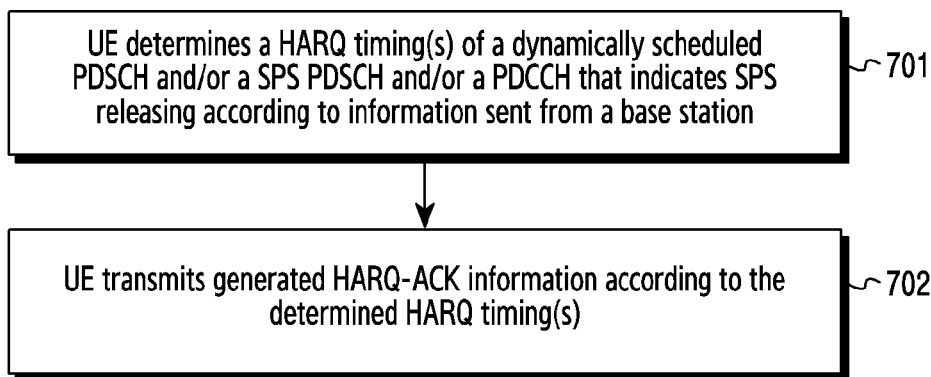 UE determines a HARQ timing(s) of a dynamically scheduled
PDSCH and/or a SPS PDSCH and/or a PDCCH that indicates SPS
releasing according to information sent from a base station
701
UE transmits generated HARQ-ACK information according to the
determined HARQ timing(s)
702